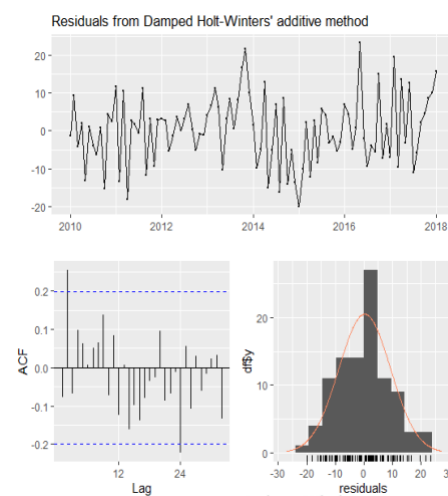 Residuals from Damped Holt-Winters' additive method
20
10
0
-10
-20
2010 2012 2014 2016 2018
0.2
0.1
0.0
-0.1
-0.2
ACF
12 24
Lag
20
10
0
df$y
-30 -20 -10 0 10 20 30
residuals